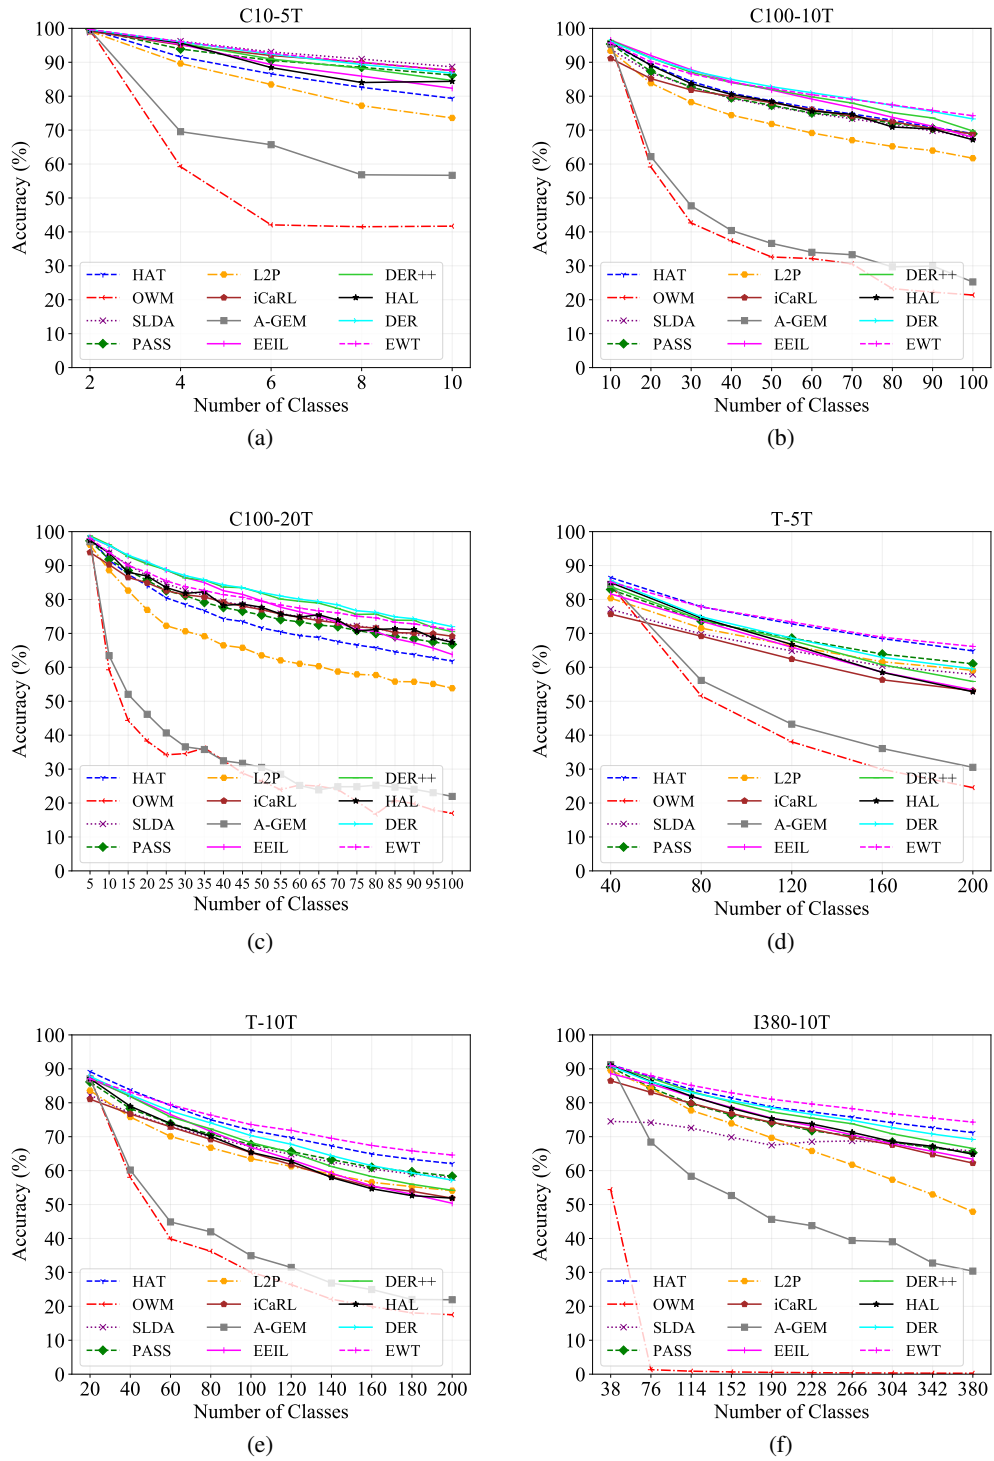 C10-5T
Accuracy (%)
100
90
80
70
60
50
40
30
20
10
0
HAT L2P DER++
OWM iCaRL HAL
SLDA A-GEM DER
PASS EEIL EWT
2 4 6 8 10
Number of Classes
(a)
C100-10T
Accuracy (%)
100
90
80
70
60
50
40
30
20
10
0
HAT L2P DER++
OWM iCaRL HAL
SLDA A-GEM DER
PASS EEIL EWT
10 20 30 40 50 60 70 80 90 100
Number of Classes
(b)
C100-20T
Accuracy (%)
100
90
80
70
60
50
40
30
20
10
0
HAT L2P DER++
OWM iCaRL HAL
SLDA A-GEM DER
PASS EEIL EWT
5 10 15 20 25 30 35 40 45 50 55 60 65 70 75 80 85 90 95 100
Number of Classes
(c)
T-5T
Accuracy (%)
100
90
80
70
60
50
40
30
20
10
0
HAT L2P DER++
OWM iCaRL HAL
SLDA A-GEM DER
PASS EEIL EWT
40 80 120 160 200
Number of Classes
(d)
T-10T
Accuracy (%)
100
90
80
70
60
50
40
30
20
10
0
HAT L2P DER++
OWM iCaRL HAL
SLDA A-GEM DER
PASS EEIL EWT
20 40 60 80 100 120 140 160 180 200
Number of Classes
(e)
I380-10T
Accuracy (%)
100
90
80
70
60
50
40
30
20
10
0
HAT L2P DER++
OWM iCaRL HAL
SLDA A-GEM DER
PASS EEIL EWT
38 76 114 152 190 228 266 304 342 380
Number of Classes
(f)